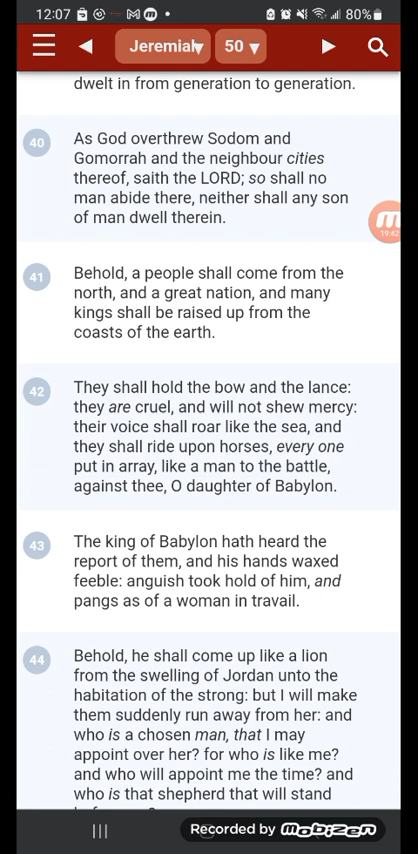 12:07 80%
Jeremiah 50
dwelt in from generation to generation.
40 As God overthrew Sodom and
Gomorrah and the neighbour cities
thereof, saith the LORD; so shall no
man abide there, neither shall any son
of man dwell therein.
41 Behold, a people shall come from the
north, and a great nation, and many
kings shall be raised up from the
coasts of the earth.
42 They shall hold the bow and the lance:
they are cruel, and will not shew mercy:
their voice shall roar like the sea, and
they shall ride upon horses, every one
put in array, like a man to the battle,
against thee, O daughter of Babylon.
43 The king of Babylon hath heard the
report of them, and his hands waxed
feeble: anguish took hold of him, and
pangs as of a woman in travail.
44 Behold, he shall come up like a lion
from the swelling of Jordan unto the
habitation of the strong: but I will make
them suddenly run away from her: and
who is a chosen man, that I may
appoint over her? for who is like me?
and who will appoint me the time? and
who is that shepherd that will stand
19:42
Recorded by mobizen